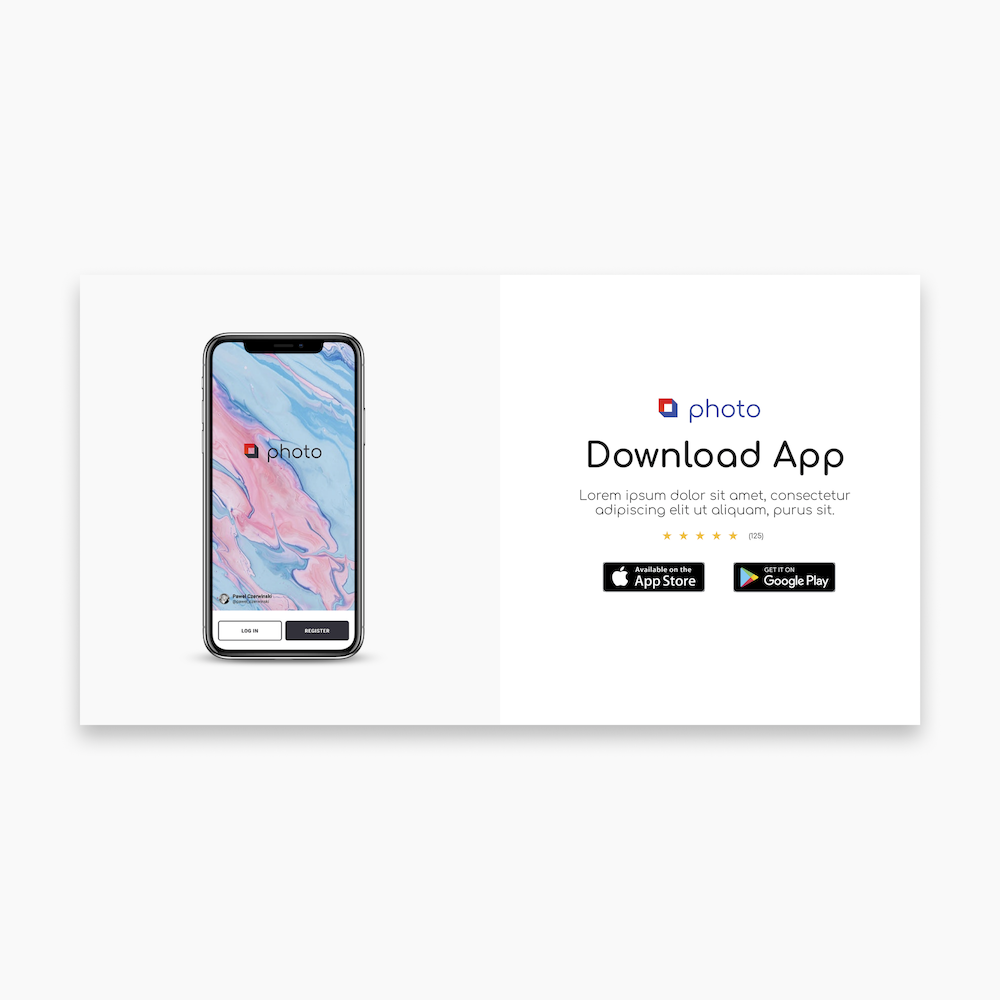 photo
Pawel Czerwinski
@pawel_czerwinski
LOG IN
REGISTER
photo
Download App
Lorem ipsum dolor sit amet, consectetur
adipiscing elit ut aliquam, purus sit.
(125)
Available on the
App Store
GET IT ON
Google Play